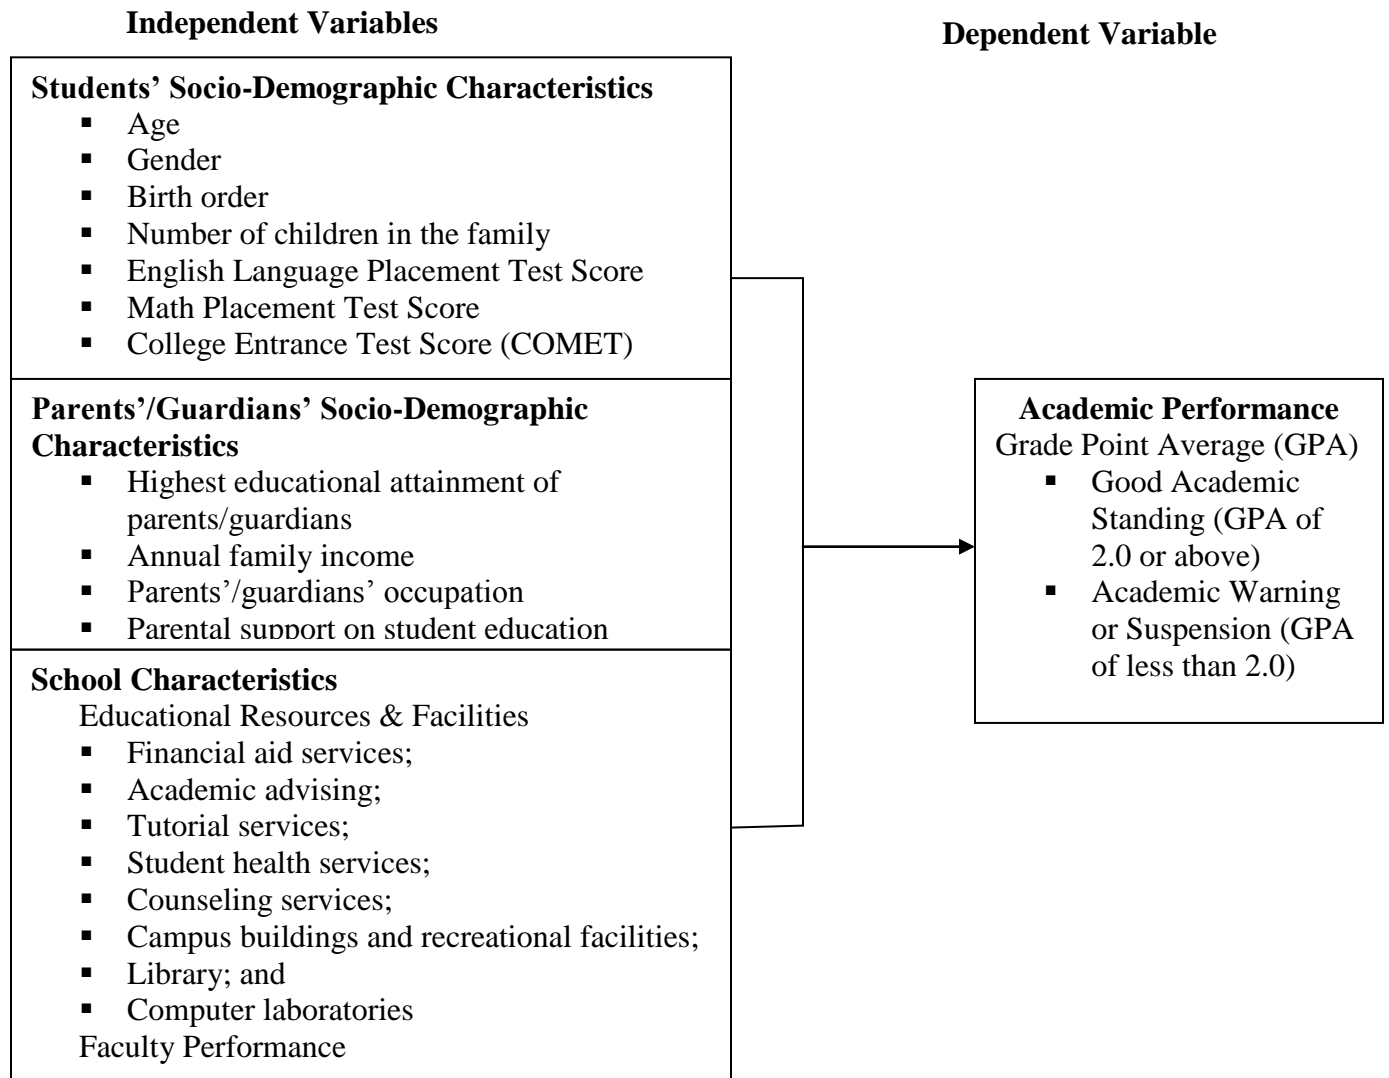 Independent Variables
Dependent Variable
Students’ Socio-Demographic Characteristics
▪ Age
▪ Gender
▪ Birth order
▪ Number of children in the family
▪ English Language Placement Test Score
▪ Math Placement Test Score
▪ College Entrance Test Score (COMET)
Parents’/Guardians’ Socio-Demographic
Characteristics
▪ Highest educational attainment of
parents/guardians
▪ Annual family income
▪ Parents’/guardians’ occupation
▪ Parental support on student education
School Characteristics
Educational Resources & Facilities
▪ Financial aid services;
▪ Academic advising;
▪ Tutorial services;
▪ Student health services;
▪ Counseling services;
▪ Campus buildings and recreational facilities;
▪ Library; and
▪ Computer laboratories
Faculty Performance
Academic Performance
Grade Point Average (GPA)
▪ Good Academic
Standing (GPA of
2.0 or above)
▪ Academic Warning
or Suspension (GPA
of less than 2.0)